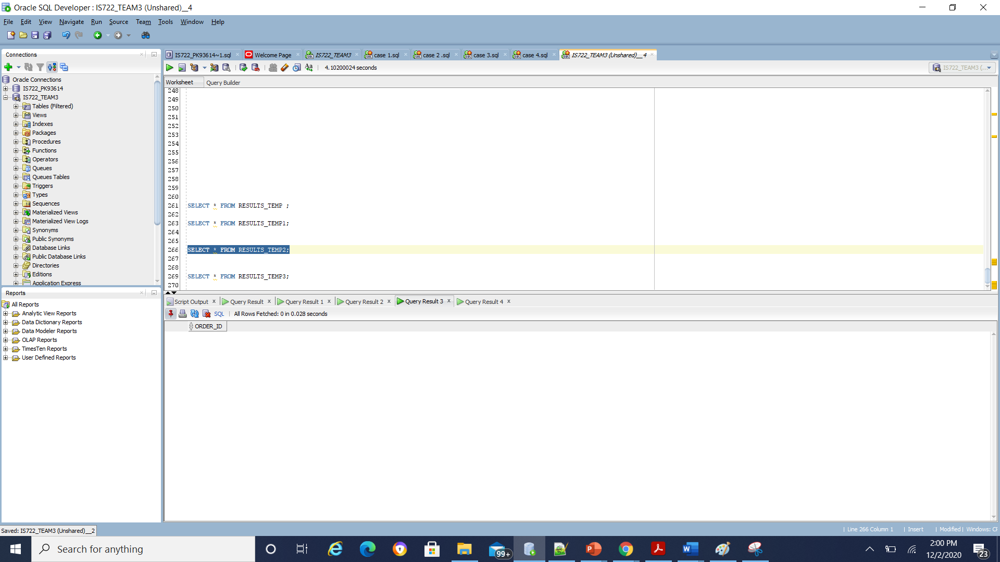 Oracle SQL Developer : IS722_TEAM3 (Unshared)__4
File Edit View Navigate Run Source Team Tools Window Help
Connections
Oracle Connections
IS722_PK93614
IS722_TEAM3
Tables (Filtered)
Views
Indexes
Packages
Procedures
Functions
Operators
Queues
Queues Tables
Triggers
Types
Sequences
Materialized Views
Materialized View Logs
Synonyms
Public Synonyms
Database Links
Public Database Links
Directories
Editions
Application Express
Reports
All Reports
Analytic View Reports
Data Dictionary Reports
Data Modeler Reports
OLAP Reports
TimesTen Reports
User Defined Reports
IS722_PK93614~1.sql Welcome Page IS722_TEAM3 case 1.sql case 2 .sql case 3.sql case 4.sql IS722_TEAM3 (Unshared)__4
4.10200024 seconds
IS722_TEAM3 (...
Worksheet Query Builder
248
249
250
251
252
253
254
255
256
257
258
259
260
261 SELECT * FROM RESULTS_TEMP ;
262
263 SELECT * FROM RESULTS_TEMP1;
264
265
266 SELECT * FROM RESULTS_TEMP2;
267
268
269 SELECT * FROM RESULTS_TEMP3;
270
Script Output x Query Result x Query Result 1 x Query Result 2 x Query Result 3 x Query Result 4 x
SQL All Rows Fetched: 0 in 0.028 seconds
ORDER_ID
Saved: IS722_TEAM3 (Unshared)__2
Line 266 Column 1 Insert Modified Windows: CF
Search for anything
99+
2:00 PM
12/2/2020
23